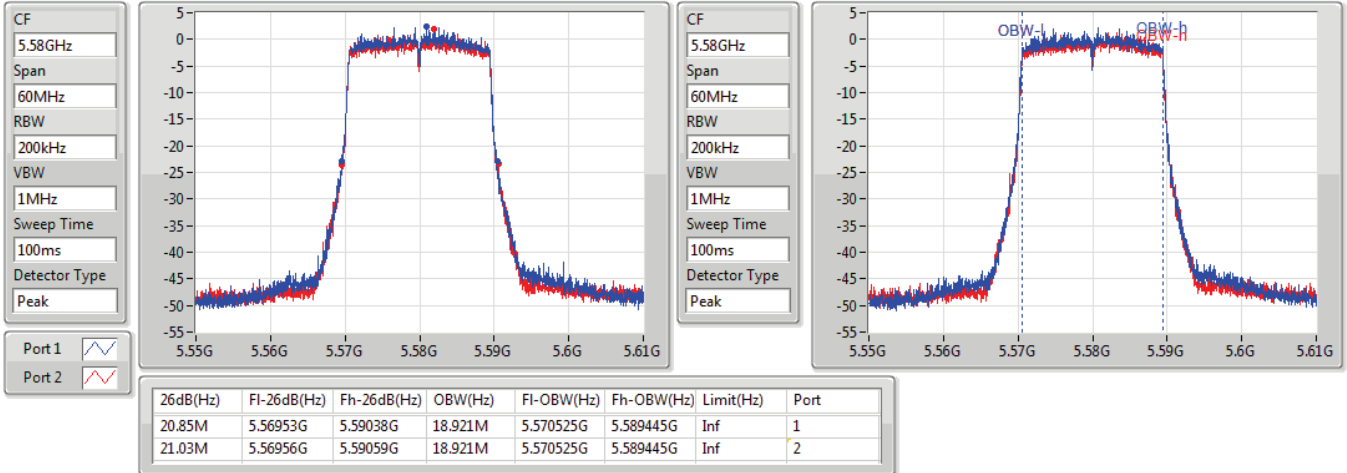 CF
5.58GHz
Span
60MHz
RBW
200kHz
VBW
1MHz
Sweep Time
100ms
Detector Type
Peak
Port 1
Port 2
5
0
-5
-10
-15
-20
-25
-30
-35
-40
-45
-50
-55
5.55G 5.56G 5.57G 5.58G 5.59G 5.6G 5.61G
CF
5.58GHz
Span
60MHz
RBW
200kHz
VBW
1MHz
Sweep Time
100ms
Detector Type
Peak
5
0
-5
-10
-15
-20
-25
-30
-35
-40
-45
-50
-55
OBW-l
OBW-h
OBW-h
5.55G 5.56G 5.57G 5.58G 5.59G 5.6G 5.61G
26dB(Hz) Fl-26dB(Hz) Fh-26dB(Hz) OBW(Hz) Fl-OBW(Hz) Fh-OBW(Hz) Limit(Hz) Port
20.85M 5.56953G 5.59038G 18.921M 5.570525G 5.589445G Inf 1
21.03M 5.56956G 5.59059G 18.921M 5.570525G 5.589445G Inf 2